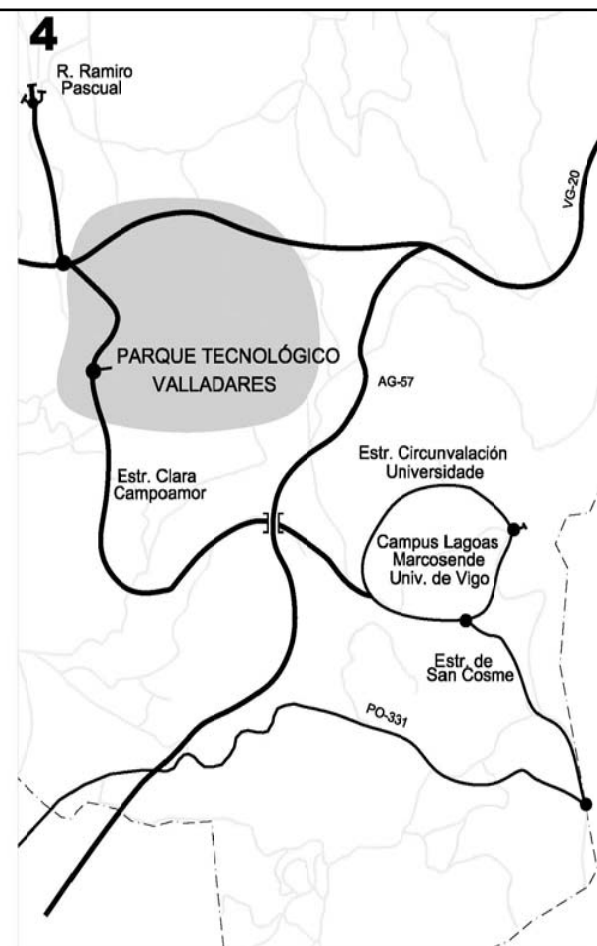 4
R. Ramiro
Pascual
VG-20
PARQUE TECNOLÓGICO
VALLADARES
AG-57
Estr. Circunvalación
Universidade
Estr. Clara
Campoamor
Campus Lagoas
Marcosende
Univ. de Vigo
Estr. de
San Cosme
PO-331